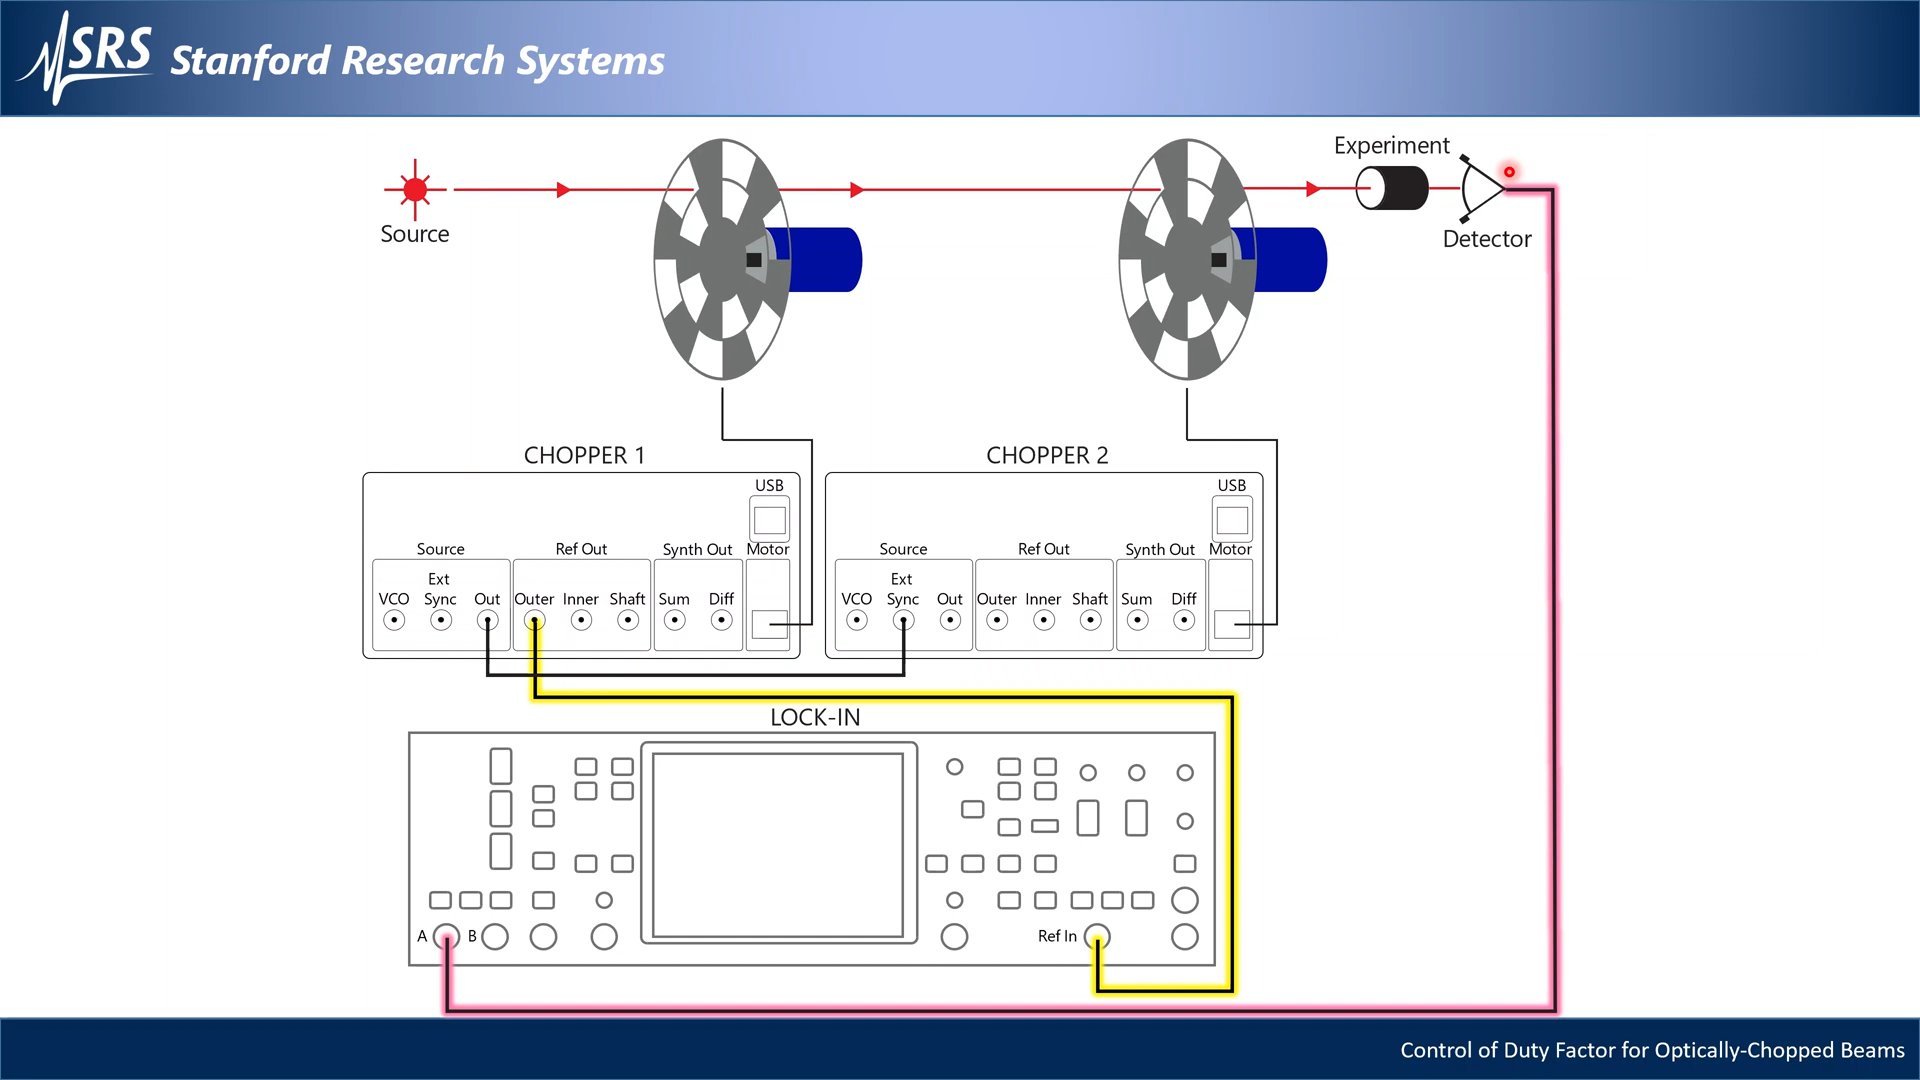 SRS Stanford Research Systems
Experiment
Source
Detector
CHOPPER 1
CHOPPER 2
USB
USB
Source Ref Out Synth Out Motor
Source Ref Out Synth Out Motor
Ext
Ext
VCO Sync Out Outer Inner Shaft Sum Diff
VCO Sync Out Outer Inner Shaft Sum Diff
LOCK-IN
A B Ref In
Control of Duty Factor for Optically-Chopped Beams